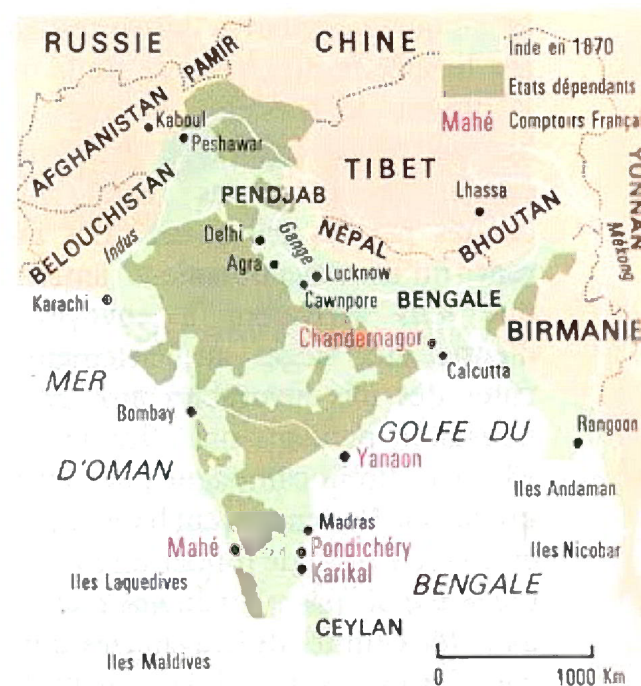 RUSSIE
CHINE
Inde en 1870
PAMIR
Etats dépendants
Mahé Comptoirs Françai
AFGHANISTAN
Kaboul
Peshawar
TIBET
YUNNAN
BELOUCHISTAN
PENDJAB
Lhassa
Indus
Delhi
Gange
NÉPAL
BHOUTAN
Mékong
Agra
Lucknow
Karachi
Cawnpore
BENGALE
BIRMANIE
Chandernagor
Calcutta
MER
Bombay
GOLFE DU
Rangoon
D'OMAN
Yanaon
Iles Andaman
Madras
Mahé
Pondichéry
Iles Nicobar
Karikal
Iles Laquedives
BENGALE
CEYLAN
Iles Maldives
0 1000 Km